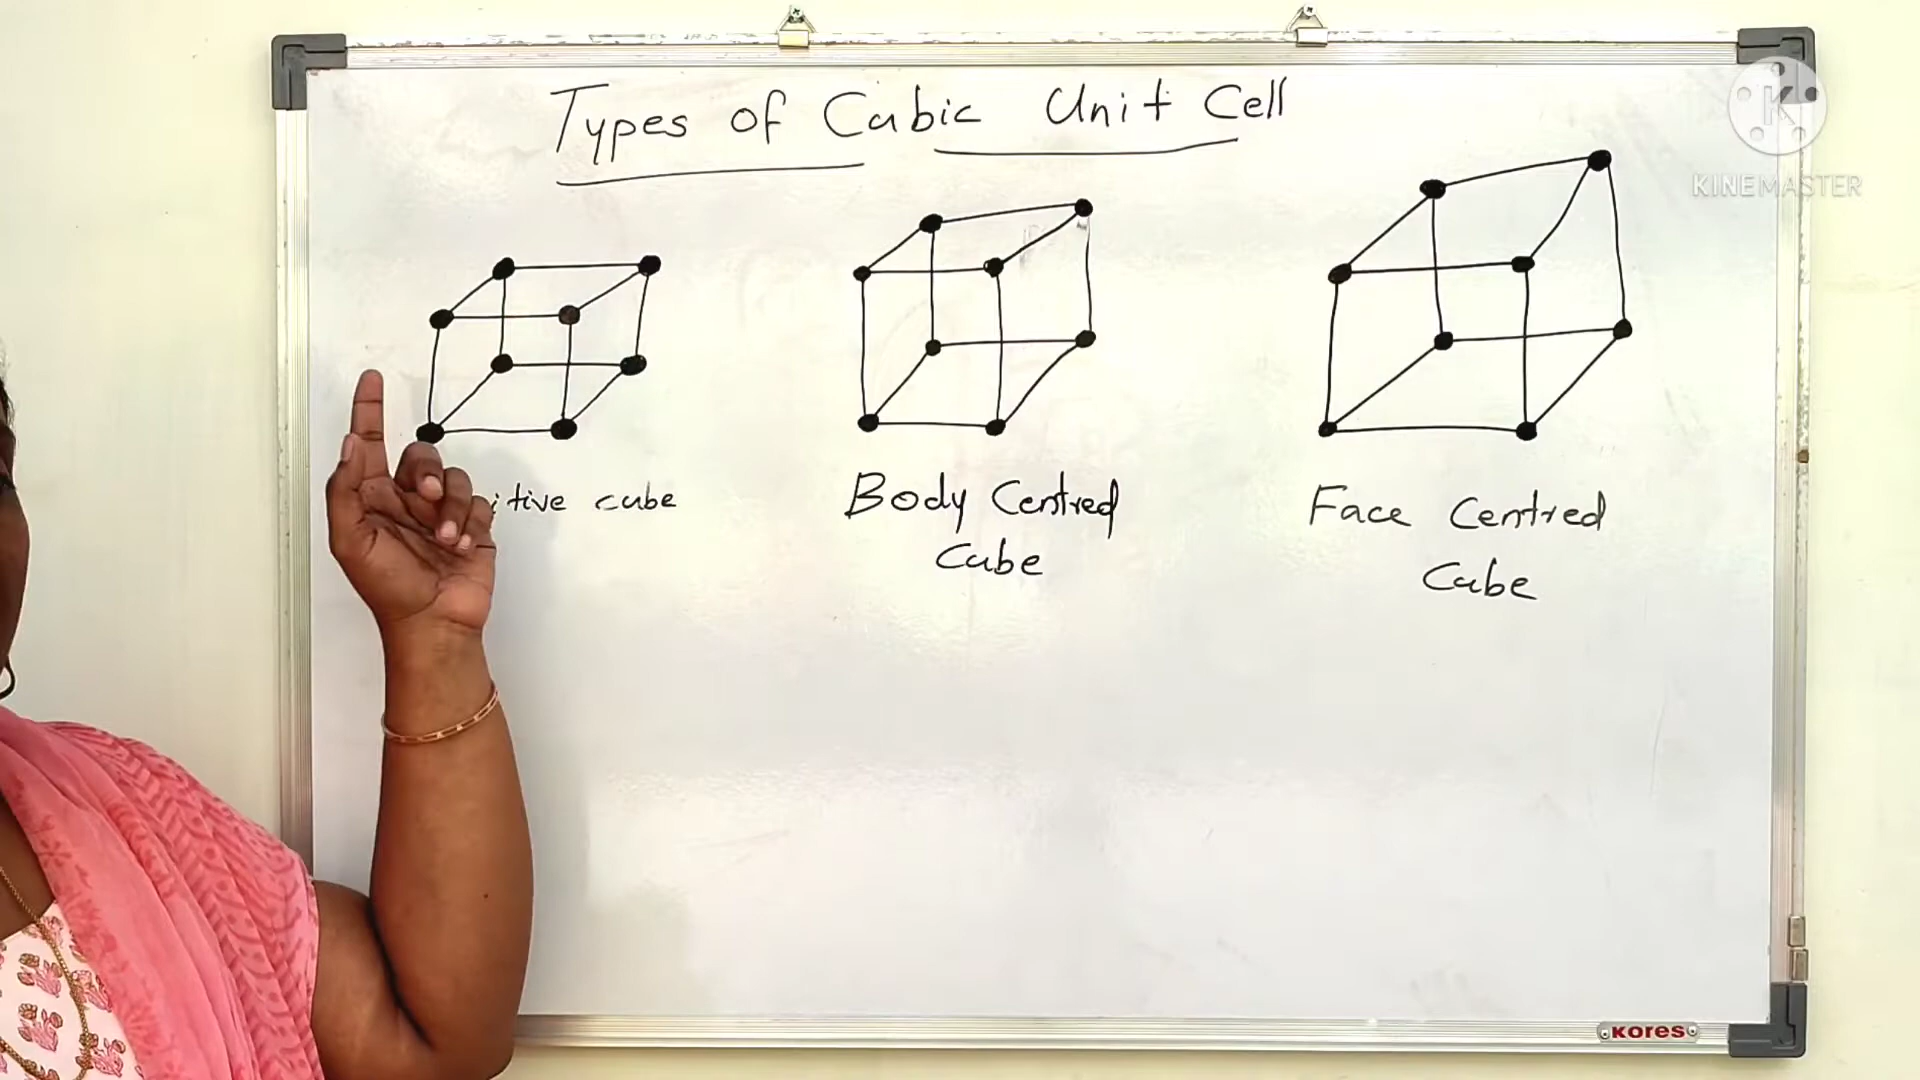 Types of Cubic Unit Cell
KINEMASTER
itive cube
Body Centred
Cube
Face Centred
Cube
KORES